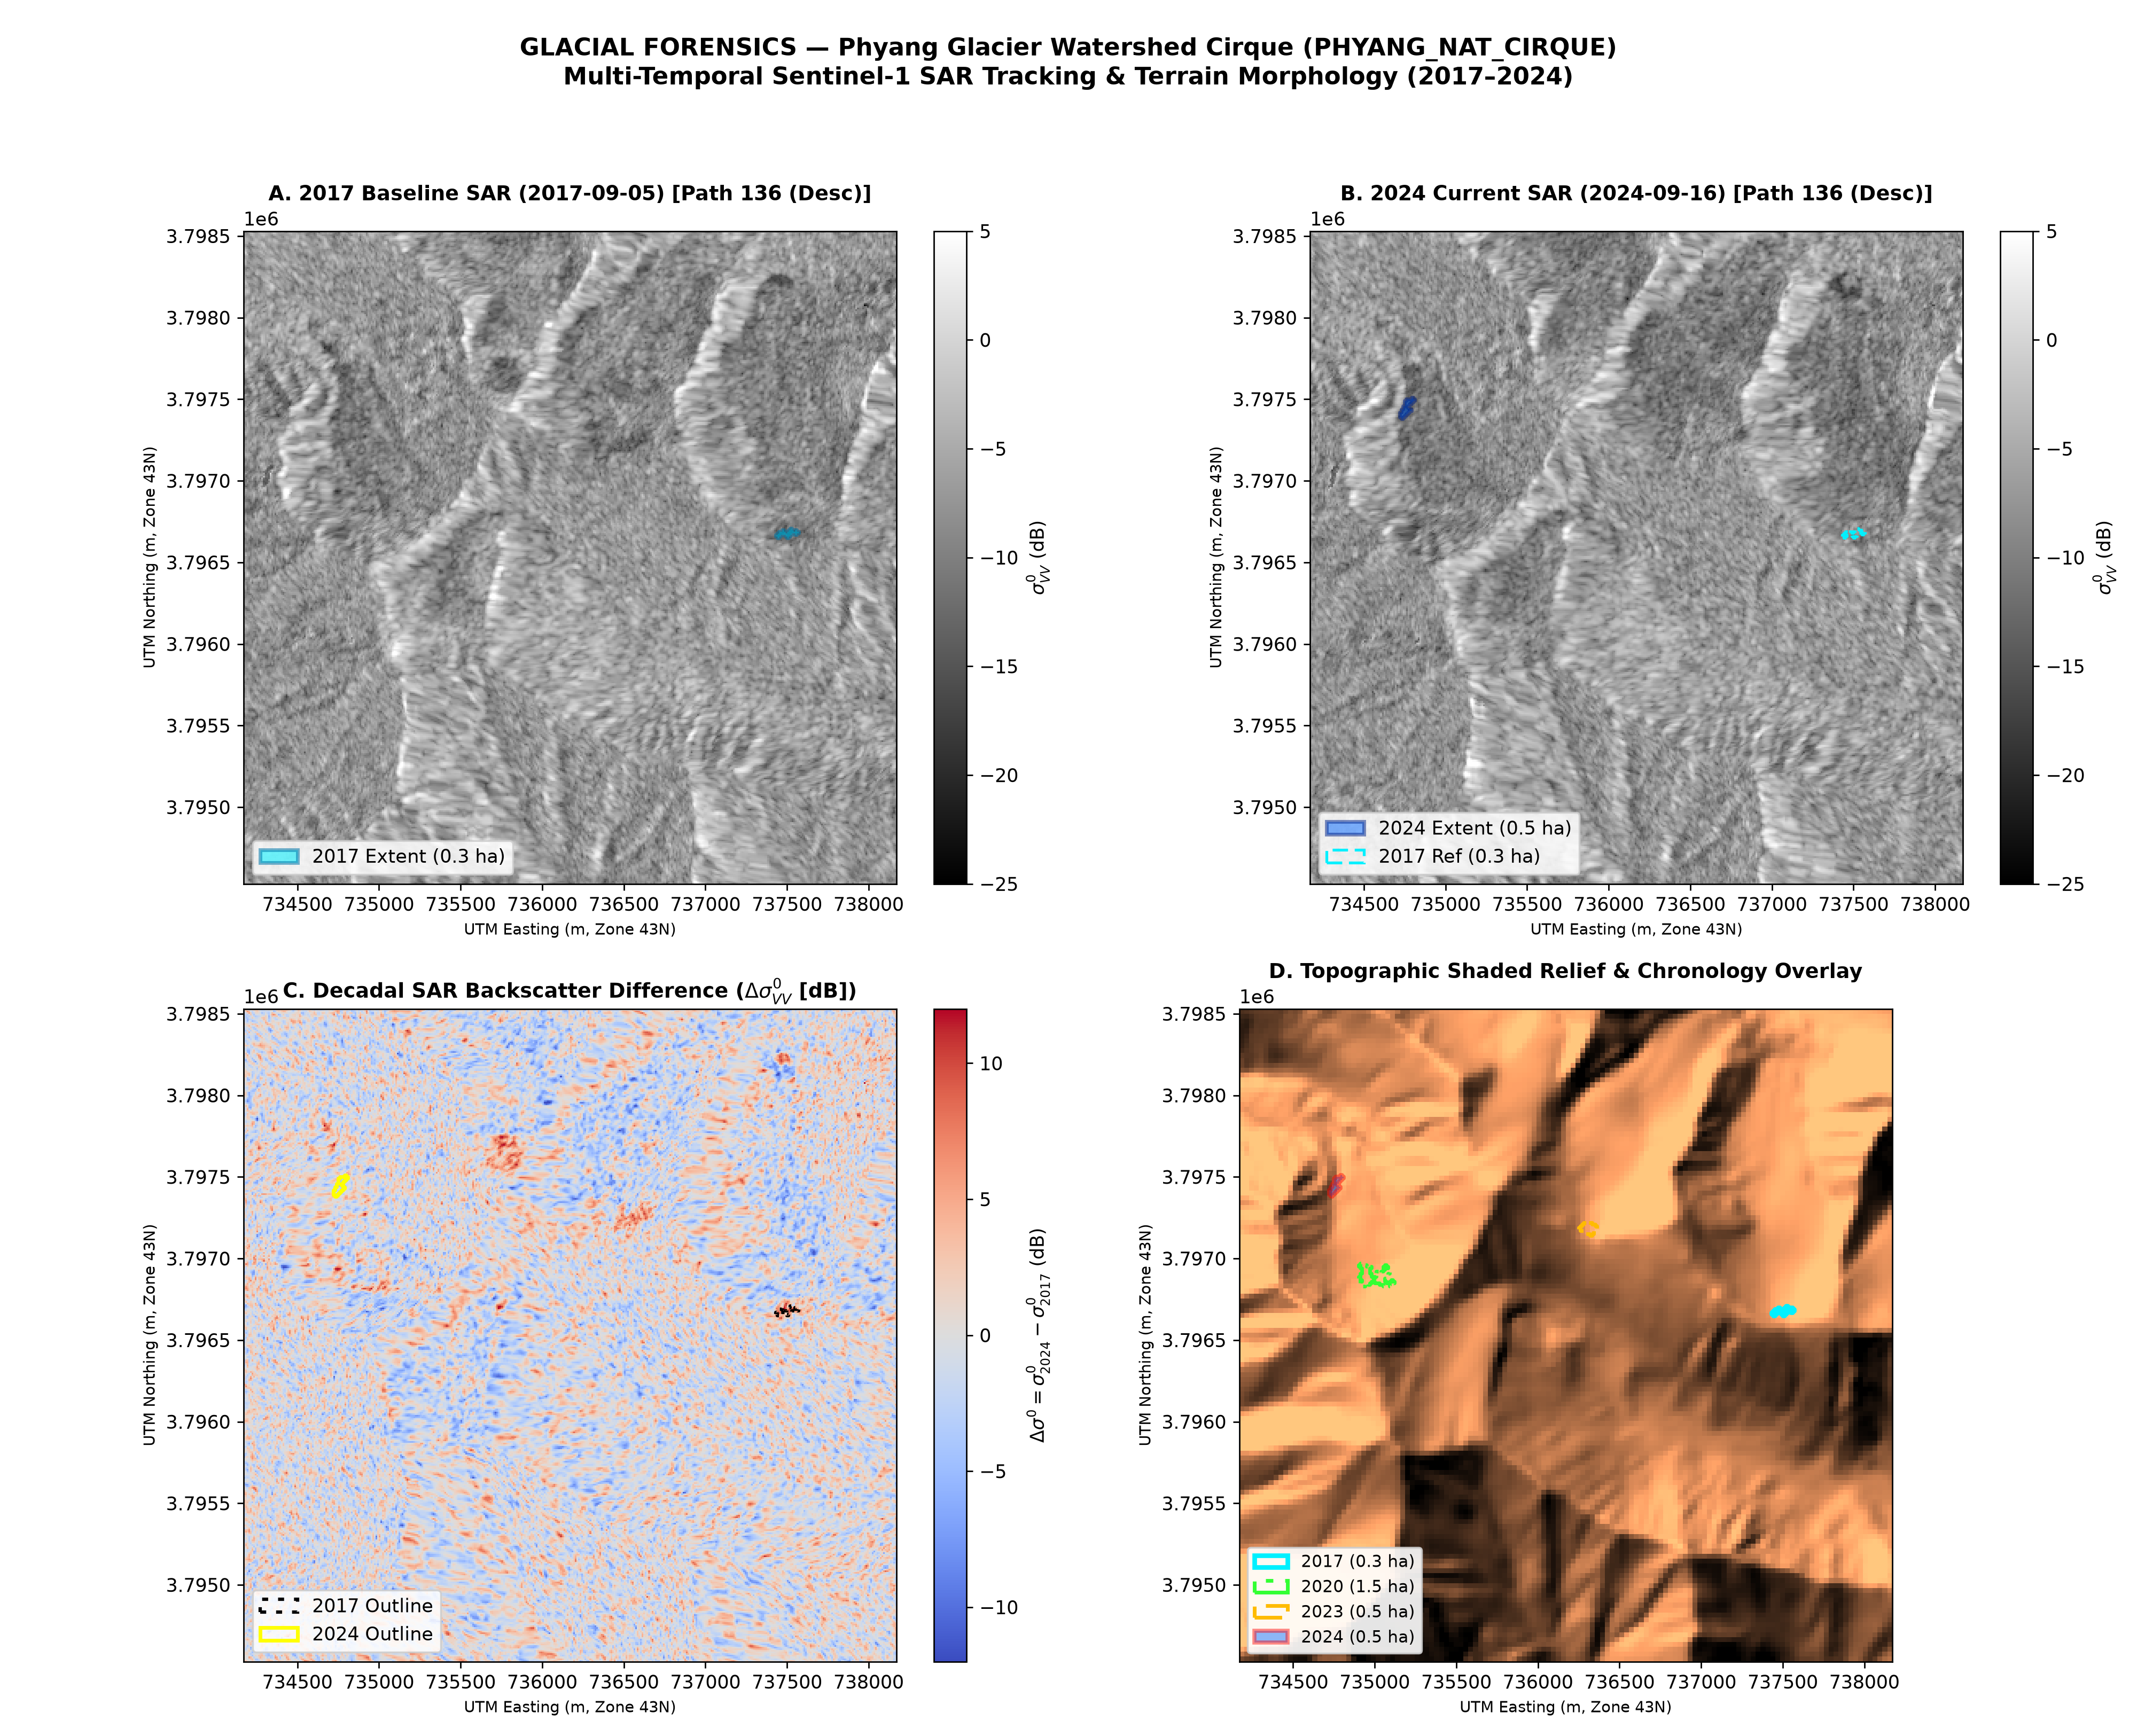 GLACIAL FORENSICS — Phyang Glacier Watershed Cirque (PHYANG_NAT_CIRQUE)
Multi-Temporal Sentinel-1 SAR Tracking & Terrain Morphology (2017–2024)
A. 2017 Baseline SAR (2017-09-05) [Path 136 (Desc)]
1e6
3.7985
3.7980
3.7975
3.7970
3.7965
3.7960
3.7955
3.7950
UTM Northing (m, Zone 43N)
2017 Extent (0.3 ha)
734500 735000 735500 736000 736500 737000 737500 738000
UTM Easting (m, Zone 43N)
5
0
−5
−10
−15
−20
−25
σ⁰VV (dB)
B. 2024 Current SAR (2024-09-16) [Path 136 (Desc)]
1e6
3.7985
3.7980
3.7975
3.7970
3.7965
3.7960
3.7955
3.7950
UTM Northing (m, Zone 43N)
2024 Extent (0.5 ha)
2017 Ref (0.3 ha)
734500 735000 735500 736000 736500 737000 737500 738000
UTM Easting (m, Zone 43N)
5
0
−5
−10
−15
−20
−25
σ⁰VV (dB)
C. Decadal SAR Backscatter Difference (Δσ⁰VV [dB])
1e6
3.7985
3.7980
3.7975
3.7970
3.7965
3.7960
3.7955
3.7950
UTM Northing (m, Zone 43N)
2017 Outline
2024 Outline
734500 735000 735500 736000 736500 737000 737500 738000
UTM Easting (m, Zone 43N)
10
5
0
−5
−10
Δσ⁰ = σ⁰2024 − σ⁰2017 (dB)
D. Topographic Shaded Relief & Chronology Overlay
1e6
3.7985
3.7980
3.7975
3.7970
3.7965
3.7960
3.7955
3.7950
UTM Northing (m, Zone 43N)
2017 (0.3 ha)
2020 (1.5 ha)
2023 (0.5 ha)
2024 (0.5 ha)
734500 735000 735500 736000 736500 737000 737500 738000
UTM Easting (m, Zone 43N)